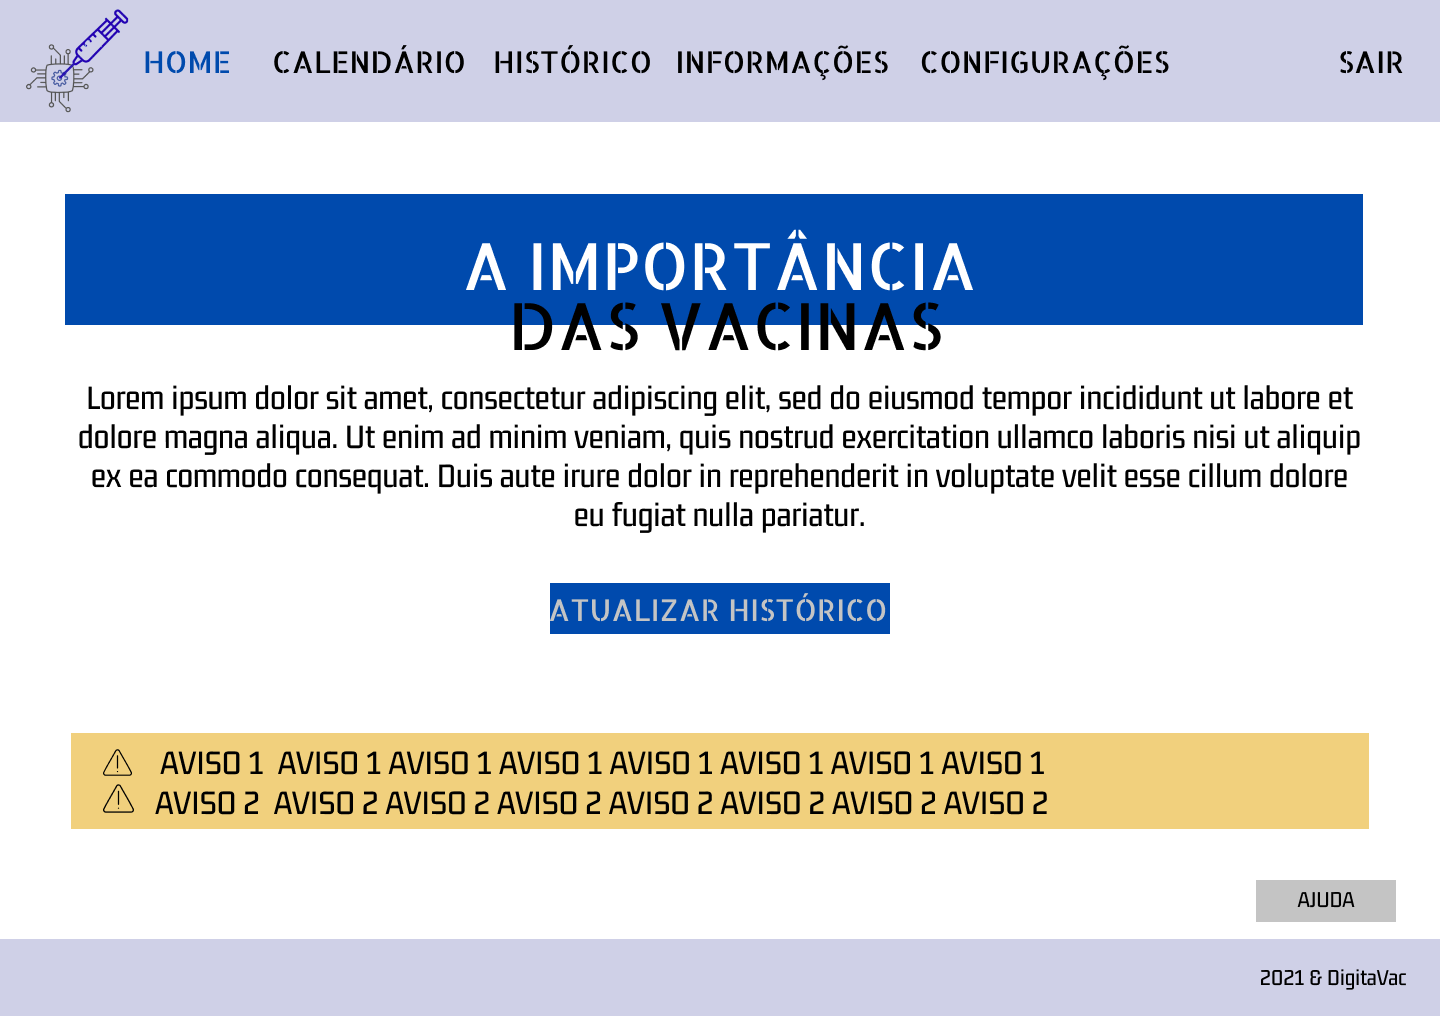 HOME CALENDÁRIO HISTÓRICO INFORMAÇÕES CONFIGURAÇÕES SAIR
A IMPORTÂNCIA
DAS VACINAS
Lorem ipsum dolor sit amet, consectetur adipiscing elit, sed do eiusmod tempor incididunt ut labore et
dolore magna aliqua. Ut enim ad minim veniam, quis nostrud exercitation ullamco laboris nisi ut aliquip
ex ea commodo consequat. Duis aute irure dolor in reprehenderit in voluptate velit esse cillum dolore
eu fugiat nulla pariatur.
ATUALIZAR HISTÓRICO
AVISO 1 AVISO 1 AVISO 1 AVISO 1 AVISO 1 AVISO 1 AVISO 1 AVISO 1
AVISO 2 AVISO 2 AVISO 2 AVISO 2 AVISO 2 AVISO 2 AVISO 2 AVISO 2
AJUDA
2021 & DigitaVac